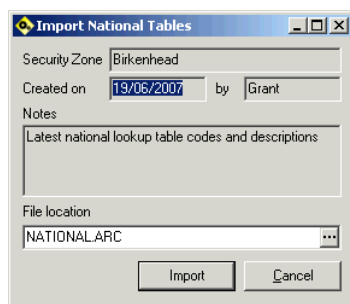 Import National Tables
Security Zone Birkenhead
Created on 19/06/2007 by Grant
Notes
Latest national lookup table codes and descriptions
File location
NATIONAL.ARC ...
Import Cancel